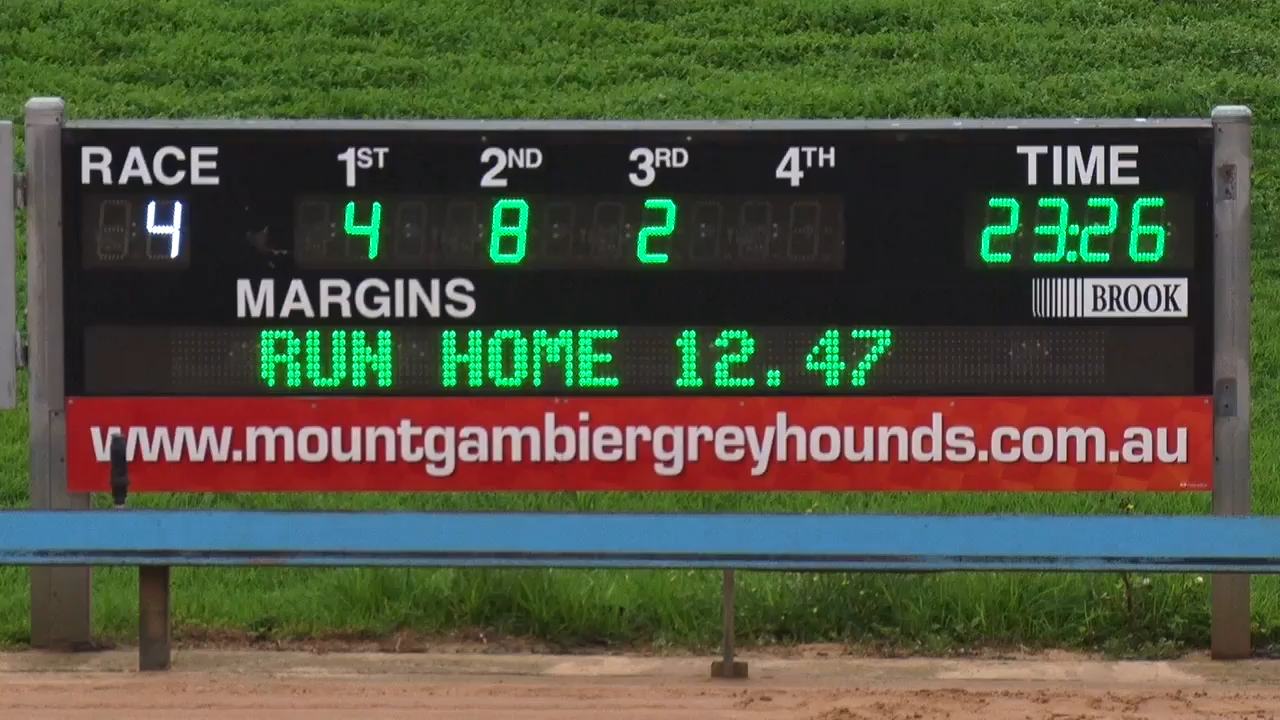 RACE 1ST 2ND 3RD 4TH TIME
4 4 8 2 23:26
MARGINS BROOK
RUN HOME 12.47
www.mountgambiergreyhounds.com.au